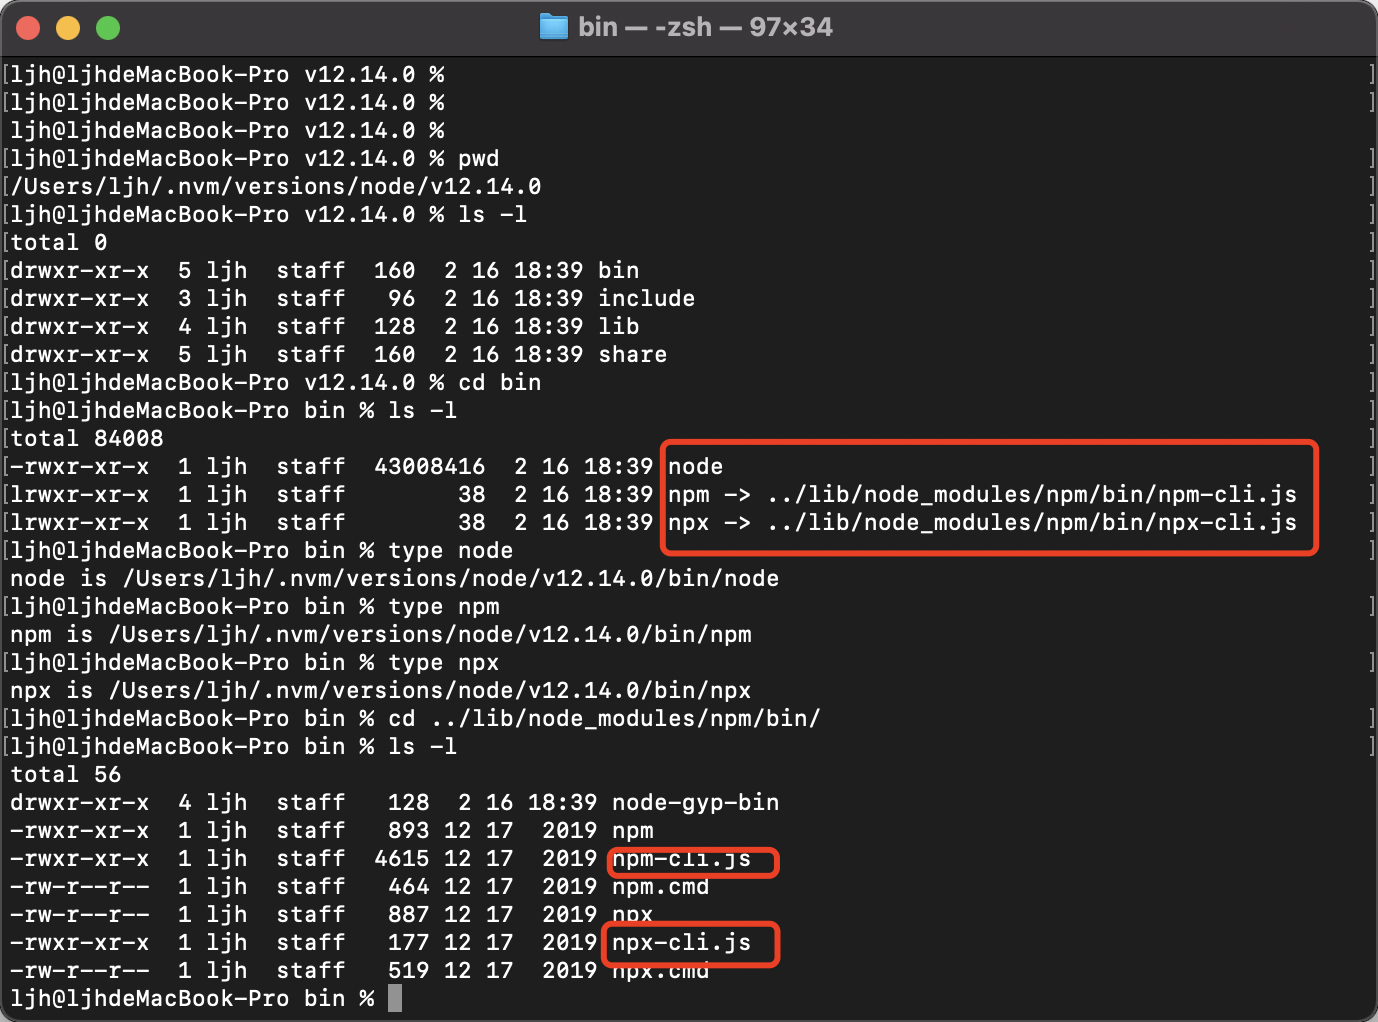 bin — -zsh — 97×34
ljh@ljhdeMacBook-Pro v12.14.0 %
ljh@ljhdeMacBook-Pro v12.14.0 %
ljh@ljhdeMacBook-Pro v12.14.0 %
ljh@ljhdeMacBook-Pro v12.14.0 % pwd
/Users/ljh/.nvm/versions/node/v12.14.0
ljh@ljhdeMacBook-Pro v12.14.0 % ls -l
total 0
drwxr-xr-x  5 ljh  staff  160  2 16 18:39 bin
drwxr-xr-x  3 ljh  staff   96  2 16 18:39 include
drwxr-xr-x  4 ljh  staff  128  2 16 18:39 lib
drwxr-xr-x  5 ljh  staff  160  2 16 18:39 share
ljh@ljhdeMacBook-Pro v12.14.0 % cd bin
ljh@ljhdeMacBook-Pro bin % ls -l
total 84008
-rwxr-xr-x  1 ljh  staff  43008416  2 16 18:39 node
lrwxr-xr-x  1 ljh  staff        38  2 16 18:39 npm -> ../lib/node_modules/npm/bin/npm-cli.js
lrwxr-xr-x  1 ljh  staff        38  2 16 18:39 npx -> ../lib/node_modules/npm/bin/npx-cli.js
ljh@ljhdeMacBook-Pro bin % type node
node is /Users/ljh/.nvm/versions/node/v12.14.0/bin/node
ljh@ljhdeMacBook-Pro bin % type npm
npm is /Users/ljh/.nvm/versions/node/v12.14.0/bin/npm
ljh@ljhdeMacBook-Pro bin % type npx
npx is /Users/ljh/.nvm/versions/node/v12.14.0/bin/npx
ljh@ljhdeMacBook-Pro bin % cd ../lib/node_modules/npm/bin/
ljh@ljhdeMacBook-Pro bin % ls -l
total 56
drwxr-xr-x  4 ljh  staff   128  2 16 18:39 node-gyp-bin
-rwxr-xr-x  1 ljh  staff   893 12 17  2019 npm
-rwxr-xr-x  1 ljh  staff  4615 12 17  2019 npm-cli.js
-rw-r--r--  1 ljh  staff   464 12 17  2019 npm.cmd
-rw-r--r--  1 ljh  staff   887 12 17  2019 npx
-rwxr-xr-x  1 ljh  staff   177 12 17  2019 npx-cli.js
-rw-r--r--  1 ljh  staff   519 12 17  2019 npx.cmd
ljh@ljhdeMacBook-Pro bin %